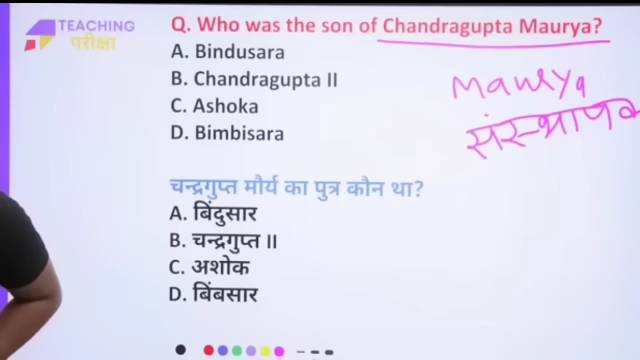 TEACHING
परीक्षा
Q. Who was the son of Chandragupta Maurya?
A. Bindusara
B. Chandragupta II
C. Ashoka
D. Bimbisara
Maurya
संस्थापक
चन्द्रगुप्त मौर्य का पुत्र कौन था?
A. बिंदुसार
B. चन्द्रगुप्त II
C. अशोक
D. बिंबसार